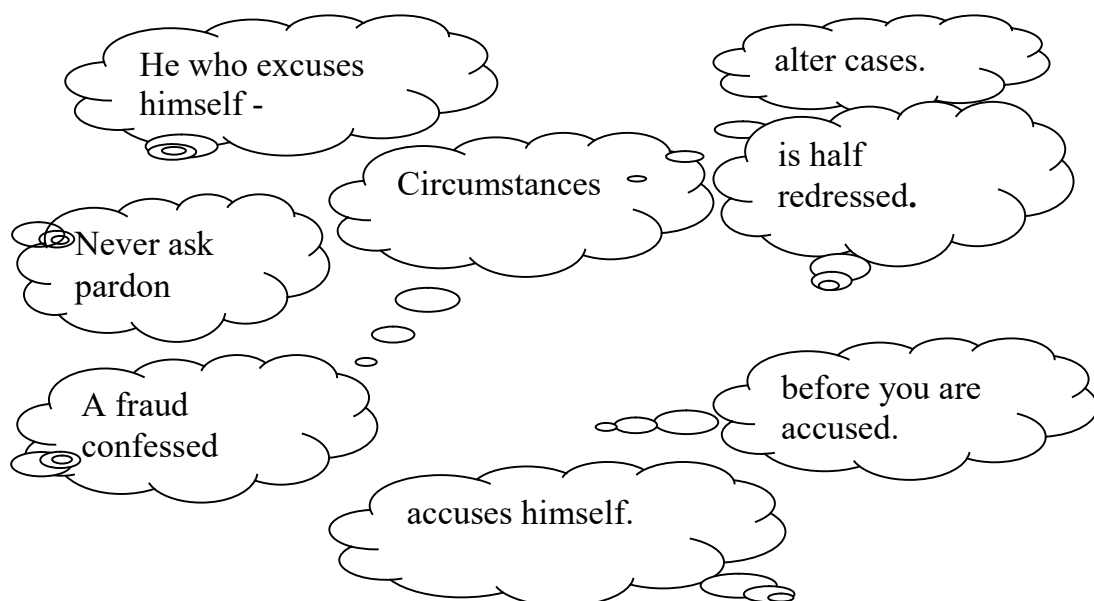 He who excuses
himself -
alter cases.
Circumstances
is half
redressed.
Never ask
pardon
A fraud
confessed
before you are
accused.
accuses himself.